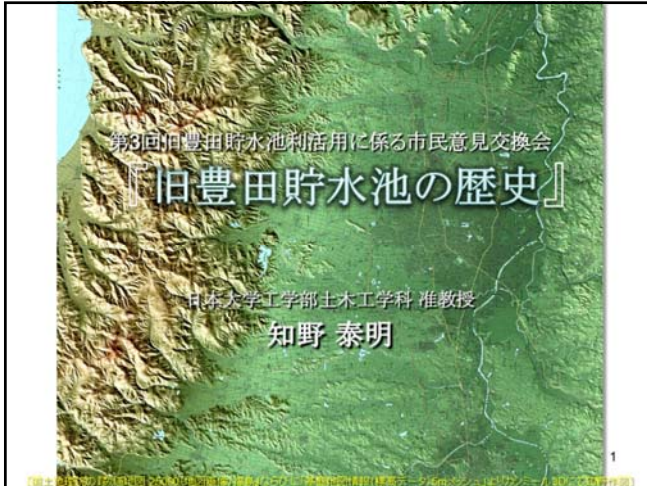 第3回旧豊田貯水池利活用に係る市民意見交換会
『旧豊田貯水池の歴史』
日本大学工学部土木工学科 准教授
知野 泰明
1